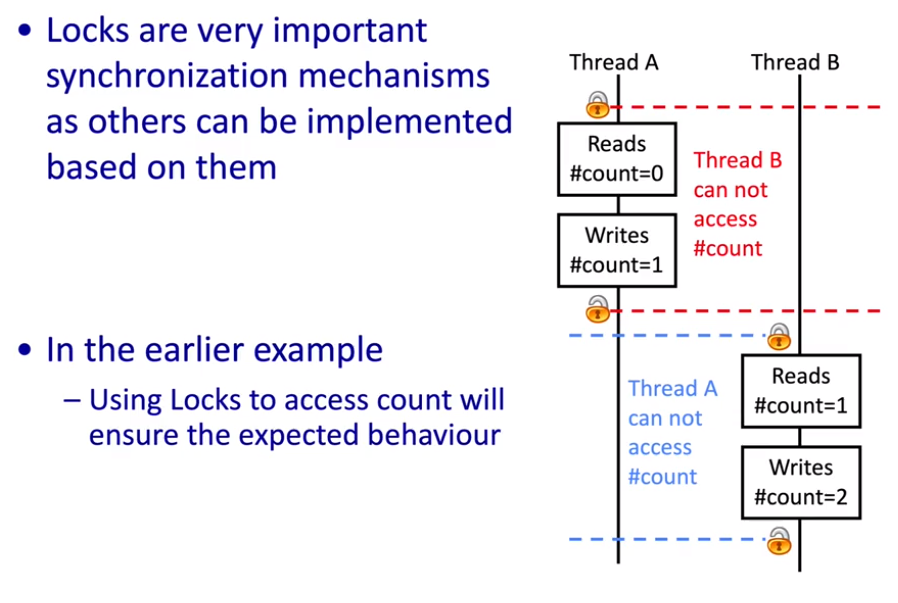 • Locks are very important
synchronization mechanisms
as others can be implemented
based on them
• In the earlier example
– Using Locks to access count will
ensure the expected behaviour
Thread A
Thread B
Reads
#count=0
Writes
#count=1
Thread B
can not
access
#count
Thread A
can not
access
#count
Reads
#count=1
Writes
#count=2